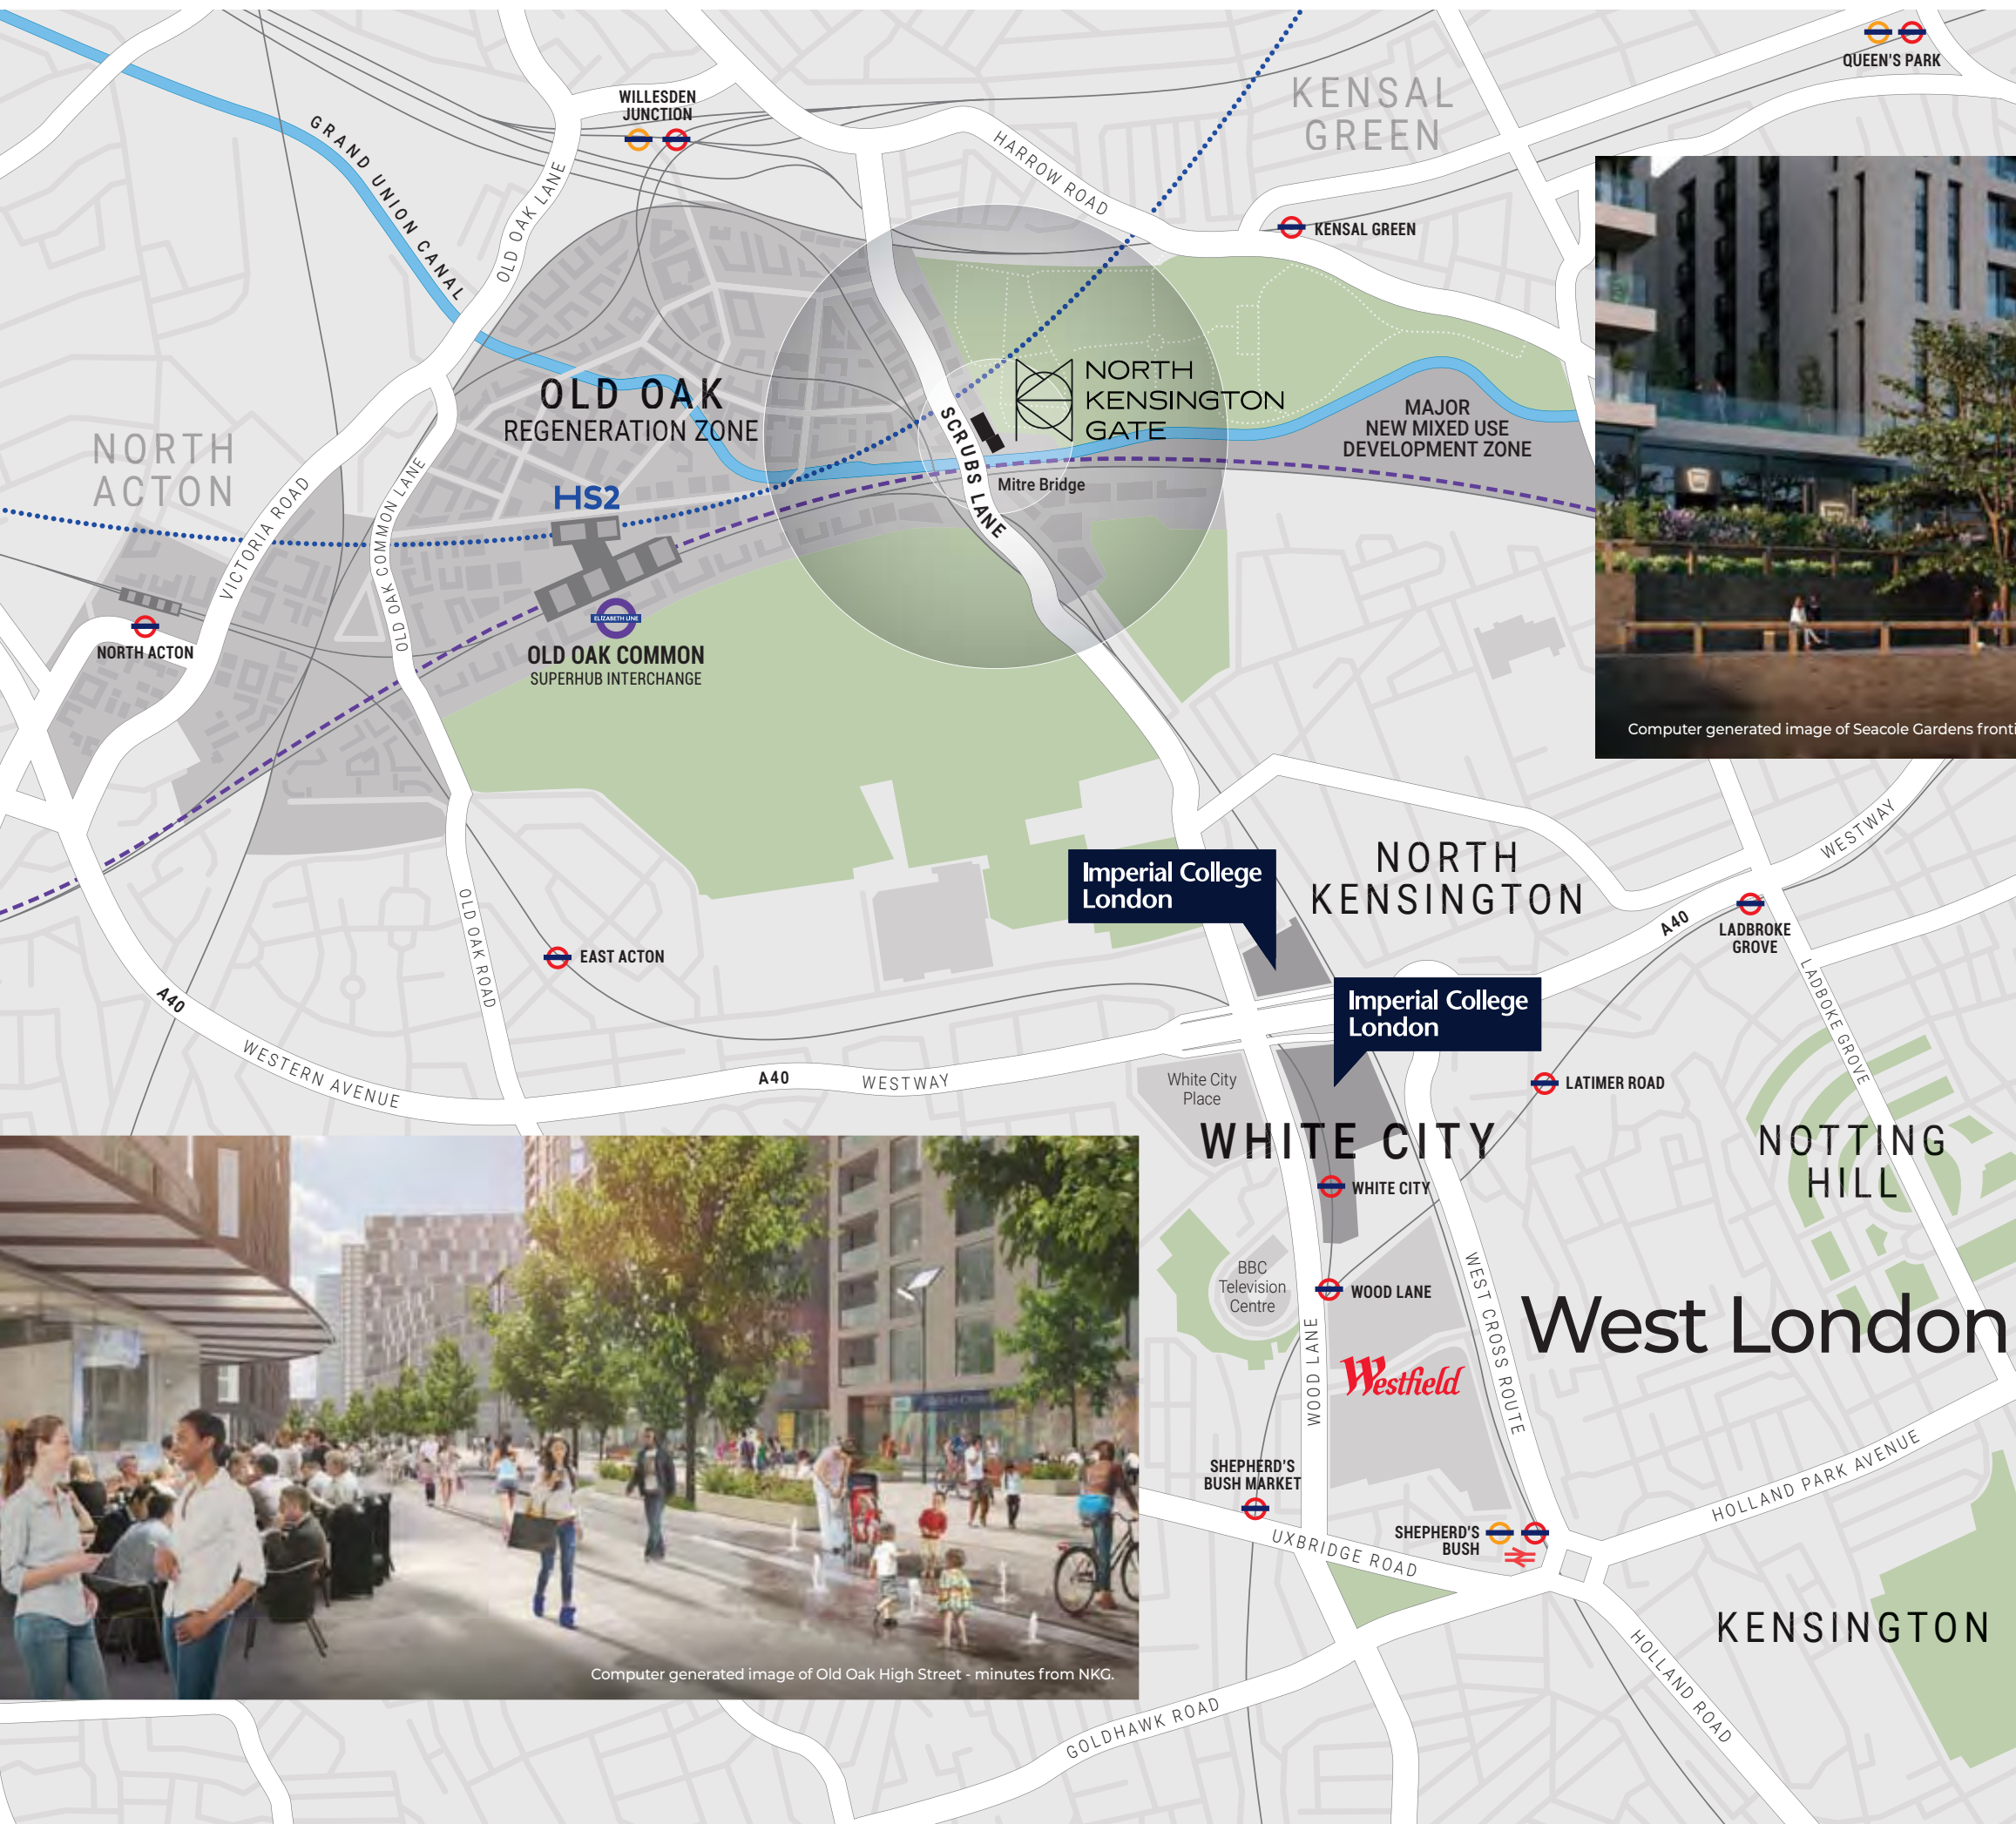 QUEEN'S PARK
WILLESDEN
JUNCTION
KENSAL
GREEN
GRAND UNION CANAL
HARROW ROAD
OLD OAK LANE
KENSAL GREEN
NORTH
KENSINGTON
GATE
OLD OAK
REGENERATION ZONE
SCRUBS LANE
MAJOR
NEW MIXED USE
DEVELOPMENT ZONE
NORTH
ACTON
Mitre Bridge
HS2
VICTORIA ROAD
OLD OAK COMMON LANE
ELIZABETH LINE
NORTH ACTON
OLD OAK COMMON
SUPERHUB INTERCHANGE
Computer generated image of Seacole Gardens fronti
WESTWAY
Imperial College
London
NORTH
KENSINGTON
A40
LADBROKE
GROVE
OLD OAK ROAD
EAST ACTON
A40
Imperial College
London
LADBOKE GROVE
WESTERN AVENUE
A40
WESTWAY
White City
Place
LATIMER ROAD
WHITE CITY
NOTTING
HILL
WHITE CITY
BBC
Television
Centre
WOOD LANE
WEST CROSS ROUTE
West London
WOOD LANE
Westfield
SHEPHERD'S
BUSH MARKET
HOLLAND PARK AVENUE
UXBRIDGE ROAD
SHEPHERD'S
BUSH
KENSINGTON
HOLLAND ROAD
Computer generated image of Old Oak High Street - minutes from NKG.
GOLDHAWK ROAD